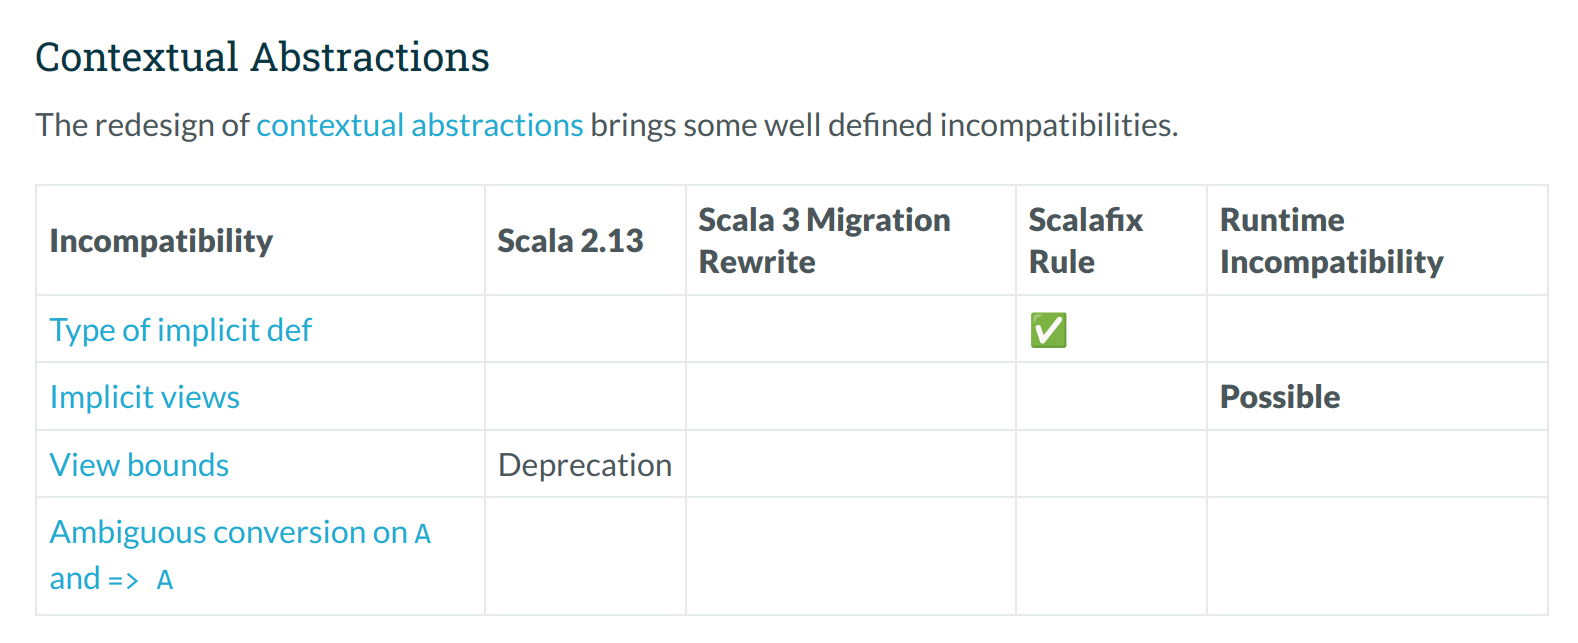 Contextual Abstractions
The redesign of contextual abstractions brings some well defined incompatibilities.
Incompatibility Scala 2.13 Scala 3 Migration Rewrite Scalafix Rule Runtime Incompatibility
Type of implicit def ✅
Implicit views Possible
View bounds Deprecation
Ambiguous conversion on A
and => A